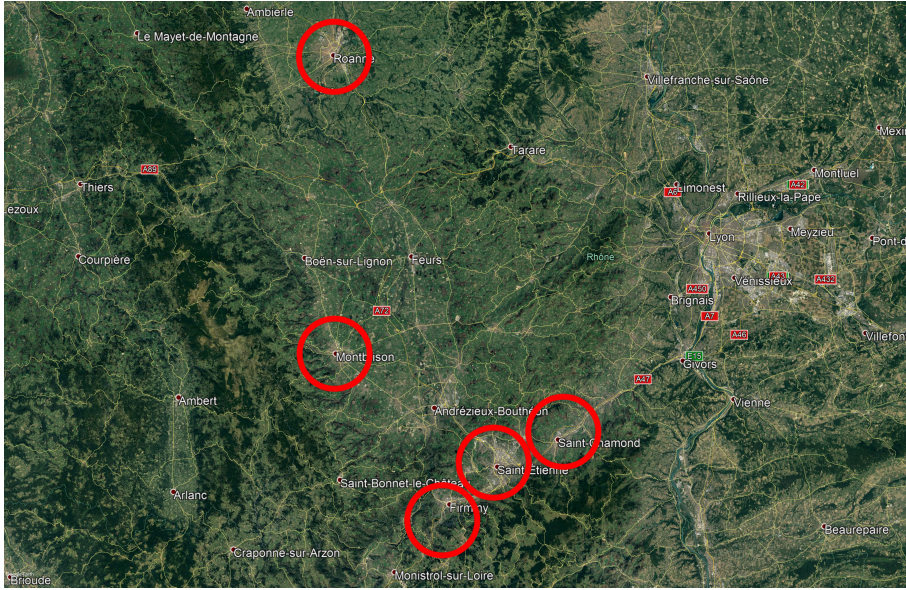 Ambierle
Le Mayet-de-Montagne
Roanne
Villefranche-sur-Saône
Mexim
Tarare
A89
Montluel
Thiers
Limonest
A42
A6
Rillieux-la-Pape
Lezoux
Lyon
Meyzieu
Pont-d
Courpière
Boën-sur-Lignon
Feurs
Rhône
Vénissieux
A43
A432
A450
Brignais
A72
A7
A46
Villefon
Montbrison
E15
Givors
A47
Ambert
Vienne
Andrézieux-Bouthéon
Saint-Chamond
Saint-Étienne
Saint-Bonnet-le-Château
Arlanc
Firminy
Beaurepaire
Craponne-sur-Arzon
Monistrol-sur-Loire
Brioude